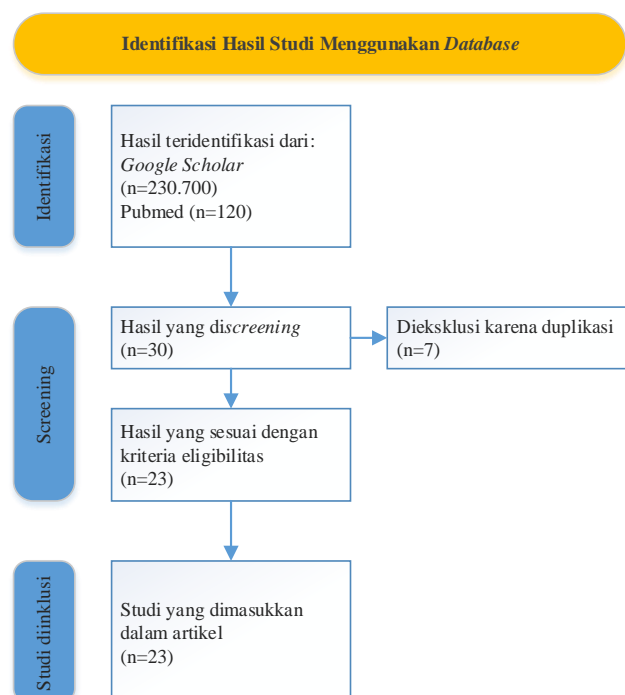 Identifikasi Hasil Studi Menggunakan Database
Identifikasi
Hasil teridentifikasi dari:
Google Scholar
(n=230.700)
Pubmed (n=120)
Screening
Hasil yang discreening
(n=30)
Dieksklusi karena duplikasi
(n=7)
Hasil yang sesuai dengan
kriteria eligibilitas
(n=23)
Studi diinklusi
Studi yang dimasukkan
dalam artikel
(n=23)